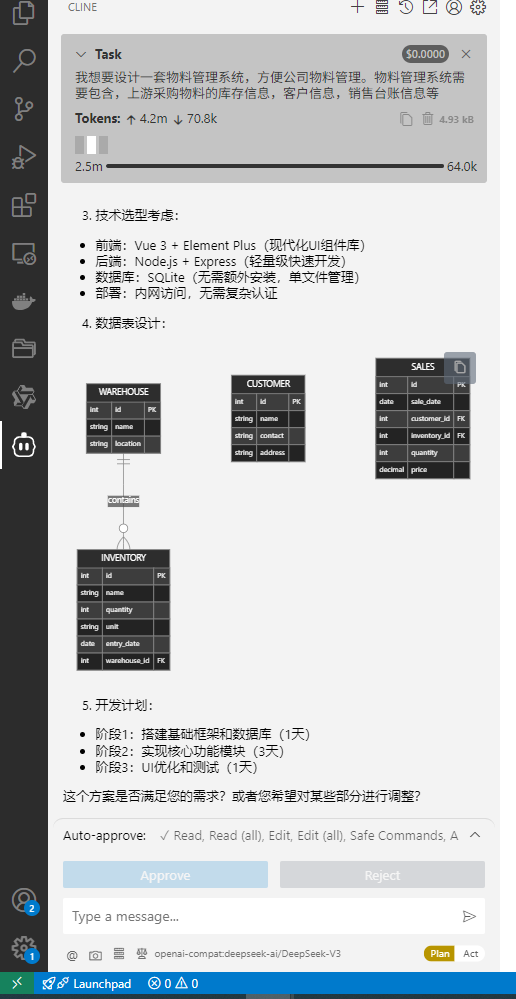 CLINE
Task
$0.0000
我想要设计一套物料管理系统，方便公司物料管理。物料管理系统需
要包含，上游采购物料的库存信息，客户信息，销售台账信息等
Tokens: ↑ 4.2m ↓ 70.8k
4.93 kB
2.5m
64.0k
3. 技术选型考虑：
• 前端：Vue 3 + Element Plus（现代化UI组件库）
• 后端：Node.js + Express（轻量级快速开发）
• 数据库：SQLite（无需额外安装，单文件管理）
• 部署：内网访问，无需复杂认证
4. 数据表设计：
WAREHOUSE
int id PK
string name
string location
CUSTOMER
int id PK
string name
string contact
string address
SALES
int id PK
date sale_date
int customer_id FK
int inventory_id FK
int quantity
decimal price
contains
INVENTORY
int id PK
string name
int quantity
string unit
date entry_date
int warehouse_id FK
5. 开发计划：
• 阶段1：搭建基础框架和数据库（1天）
• 阶段2：实现核心功能模块（3天）
• 阶段3：UI优化和测试（1天）
这个方案是否满足您的需求？或者您希望对某些部分进行调整？
Auto-approve: ✓ Read, Read (all), Edit, Edit (all), Safe Commands, A
Approve
Reject
Type a message...
@
openai-compat:deepseek-ai/DeepSeek-V3
Plan
Act
2
1
Launchpad
0
0